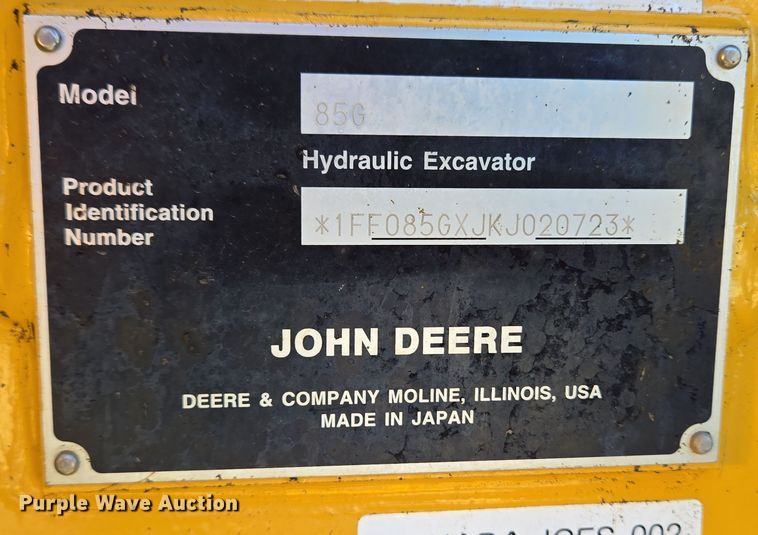 Model 85G
Hydraulic Excavator
Product
Identification
Number
*1FF085GXJKJ020723*
JOHN DEERE
DEERE & COMPANY MOLINE, ILLINOIS, USA
MADE IN JAPAN
Purple Wave Auction